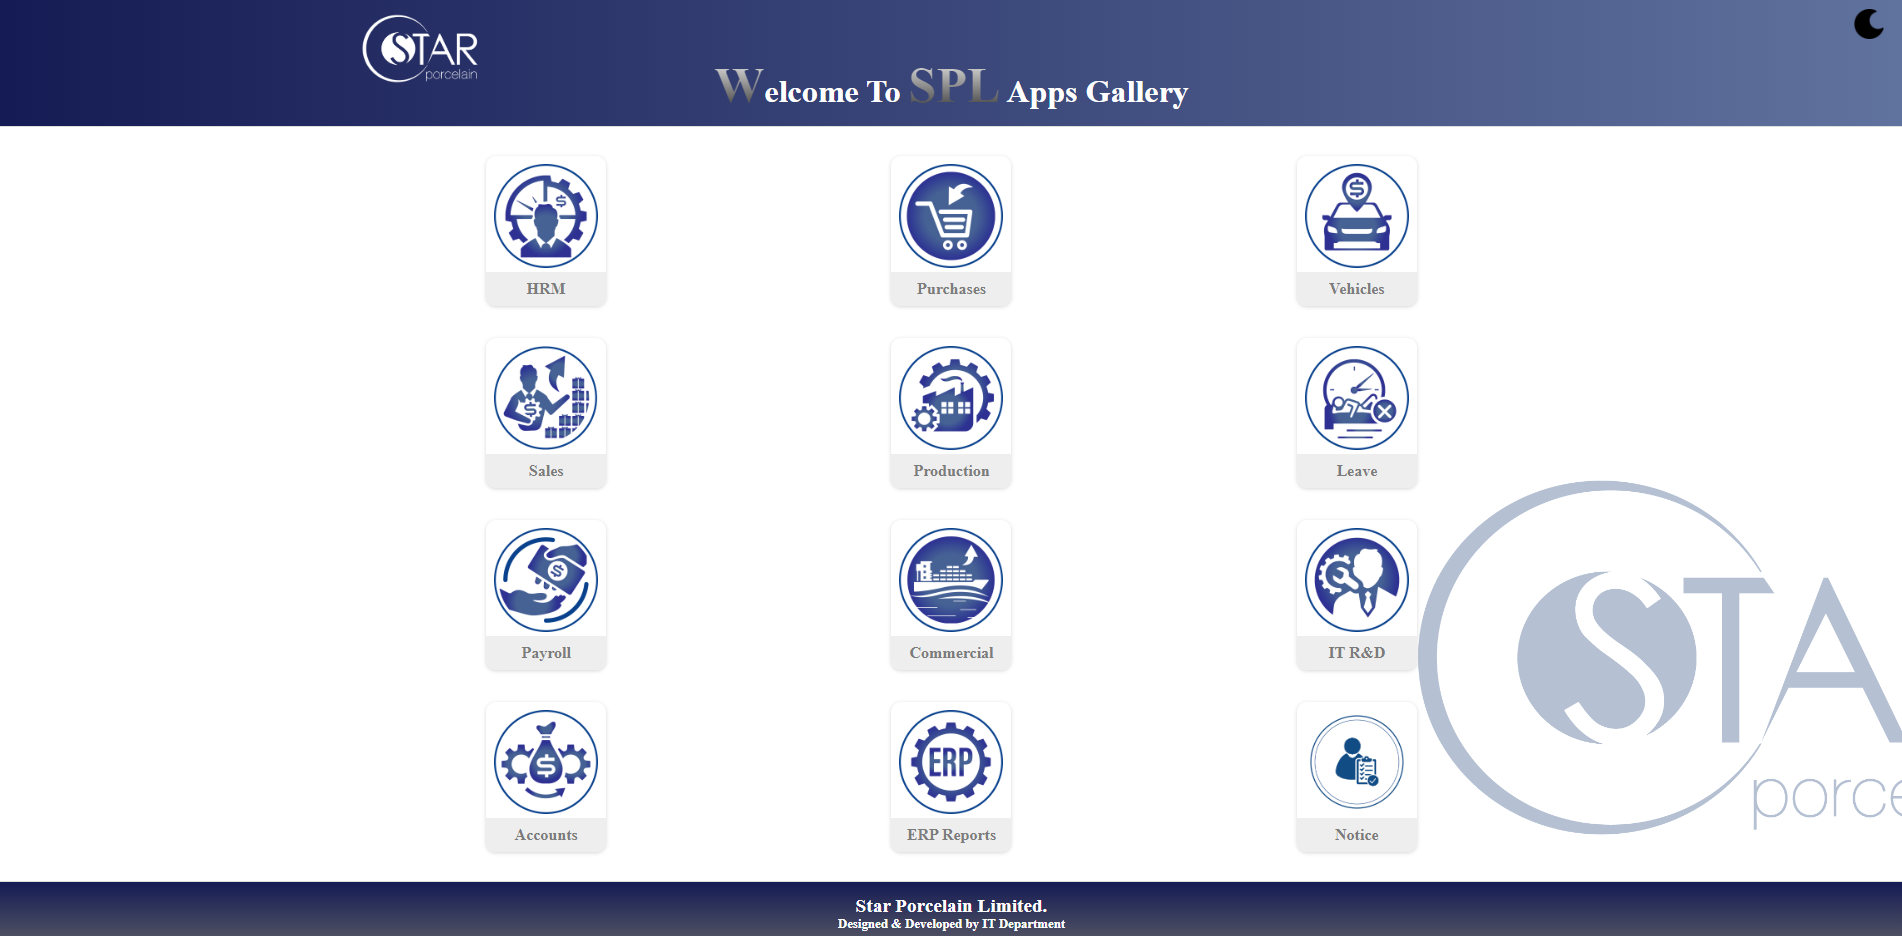 STAR
porcelain
Welcome To SPL Apps Gallery
$
HRM
Purchases
$
Vehicles
$
Sales
Production
Leave
$
Payroll
Commercial
IT R&D
$
Accounts
ERP
ERP Reports
Notice
STA
porce
Star Porcelain Limited.
Designed & Developed by IT Department